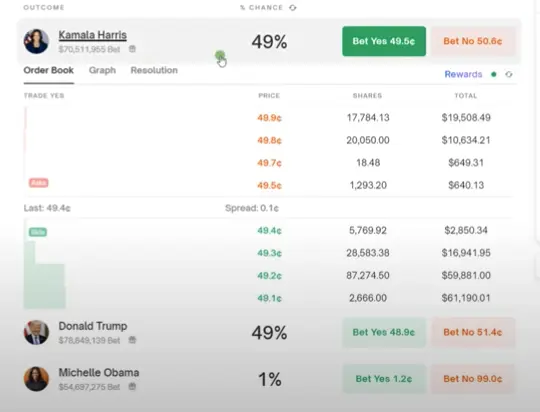 OUTCOME % CHANCE
Kamala Harris
$70,511,955 Bet
49%
Bet Yes 49.5¢ Bet No 50.6¢
Order Book Graph Resolution Rewards
TRADE YES PRICE SHARES TOTAL
49.9¢ 17,784.13 $19,508.49
49.8¢ 20,050.00 $10,634.21
49.7¢ 18.48 $649.31
Asks 49.5¢ 1,293.20 $640.13
Last: 49.4¢ Spread: 0.1¢
Bids 49.4¢ 5,769.92 $2,850.34
49.3¢ 28,583.38 $16,941.95
49.2¢ 87,274.50 $59,881.00
49.1¢ 2,666.00 $61,190.01
Donald Trump
$78,849,139 Bet
49%
Bet Yes 48.9¢ Bet No 51.4¢
Michelle Obama
$54,697,275 Bet
1%
Bet Yes 1.2¢ Bet No 99.0¢